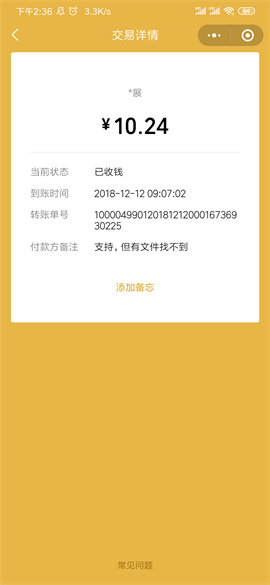 下午2:36 3.3K/s 94
交易详情
*展
¥10.24
当前状态 已收钱
到账时间 2018-12-12 09:07:02
转账单号 100004990120181212000167369
30225
付款方备注 支持，但有文件找不到
添加备忘
常见问题